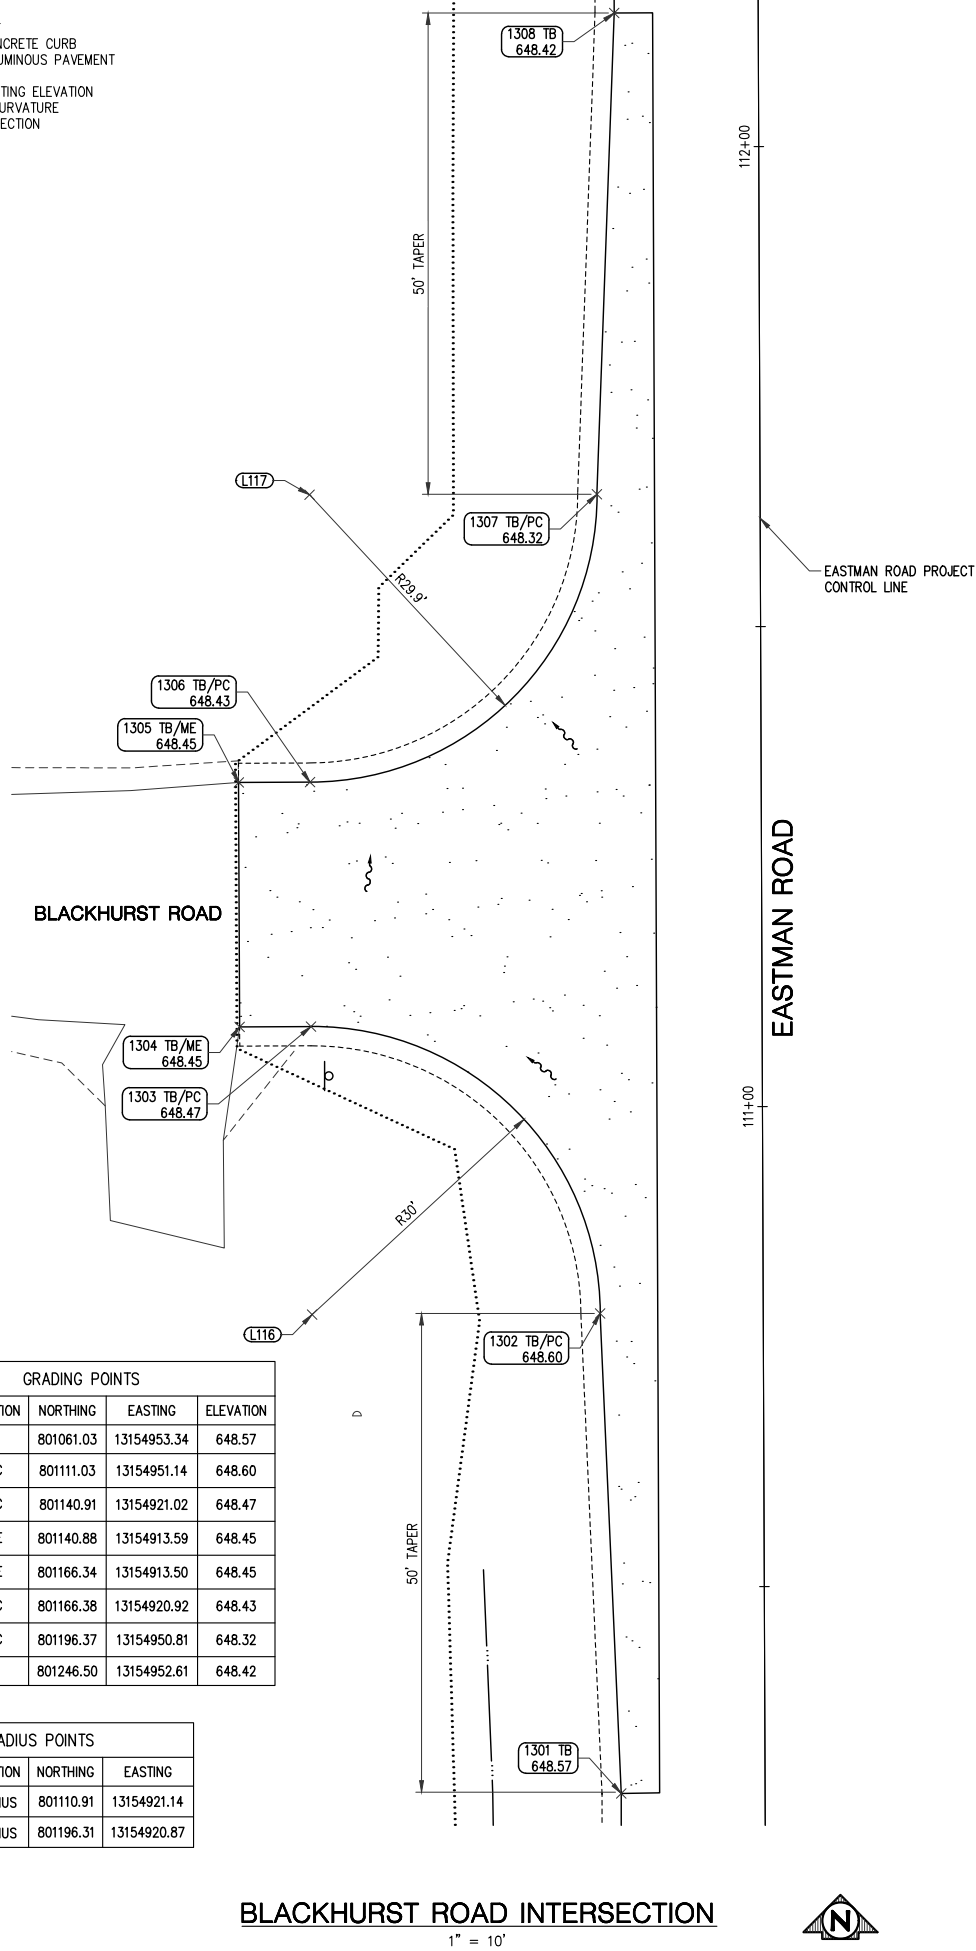 NCRETE CURB
UMINOUS PAVEMENT
TING ELEVATION
URVATURE
ECTION
1308 TB
648.42
112+00
50' TAPER
L117
1307 TB/PC
648.32
R29.9'
EASTMAN ROAD PROJECT
CONTROL LINE
1306 TB/PC
648.43
1305 TB/ME
648.45
BLACKHURST ROAD
EASTMAN ROAD
1304 TB/ME
648.45
1303 TB/PC
648.47
111+00
R30'
L116
1302 TB/PC
648.60
GRADING POINTS
ION NORTHING EASTING ELEVATION
801061.03 13154953.34 648.57
C 801111.03 13154951.14 648.60
C 801140.91 13154921.02 648.47
E 801140.88 13154913.59 648.45
E 801166.34 13154913.50 648.45
C 801166.38 13154920.92 648.43
C 801196.37 13154950.81 648.32
801246.50 13154952.61 648.42
50' TAPER
ADIUS POINTS
ION NORTHING EASTING
IUS 801110.91 13154921.14
IUS 801196.31 13154920.87
1301 TB
648.57
BLACKHURST ROAD INTERSECTION
1" = 10'
N